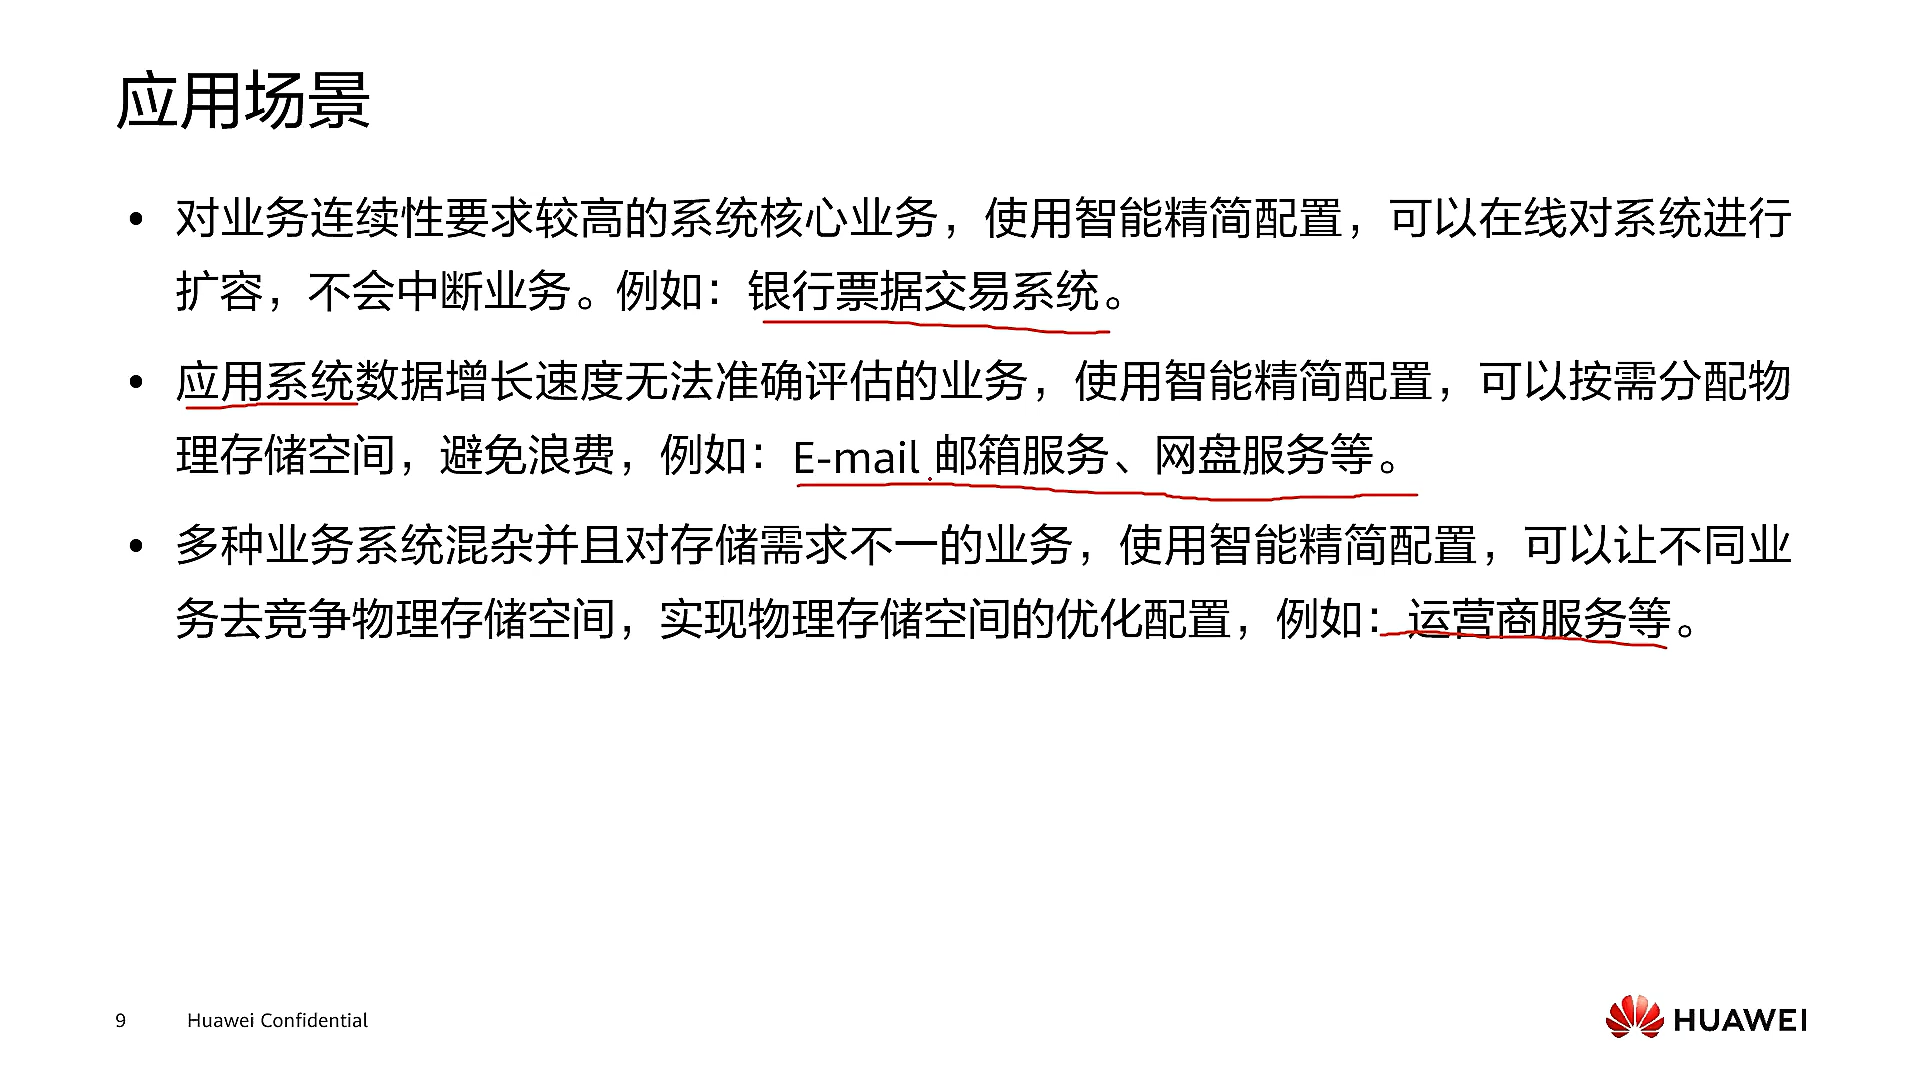 应用场景
• 对业务连续性要求较高的系统核心业务，使用智能精简配置，可以在线对系统进行
扩容，不会中断业务。例如：银行票据交易系统。
• 应用系统数据增长速度无法准确评估的业务，使用智能精简配置，可以按需分配物
理存储空间，避免浪费，例如：E-mail 邮箱服务、网盘服务等。
• 多种业务系统混杂并且对存储需求不一的业务，使用智能精简配置，可以让不同业
务去竞争物理存储空间，实现物理存储空间的优化配置，例如：运营商服务等。
9 Huawei Confidential
HUAWEI